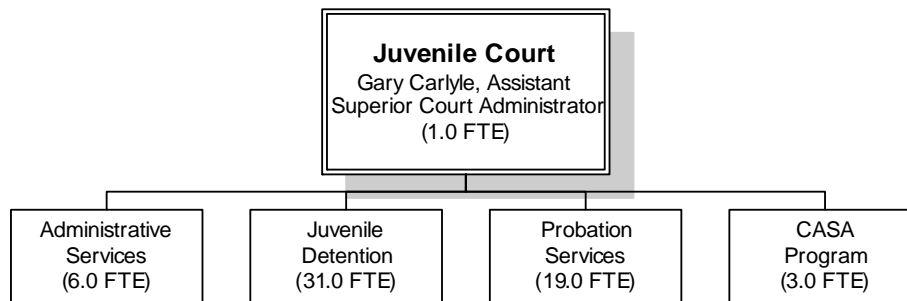 Juvenile Court
Gary Carlyle, Assistant
Superior Court Administrator
(1.0 FTE)
Administrative
Services
(6.0 FTE)
Juvenile
Detention
(31.0 FTE)
Probation
Services
(19.0 FTE)
CASA
Program
(3.0 FTE)